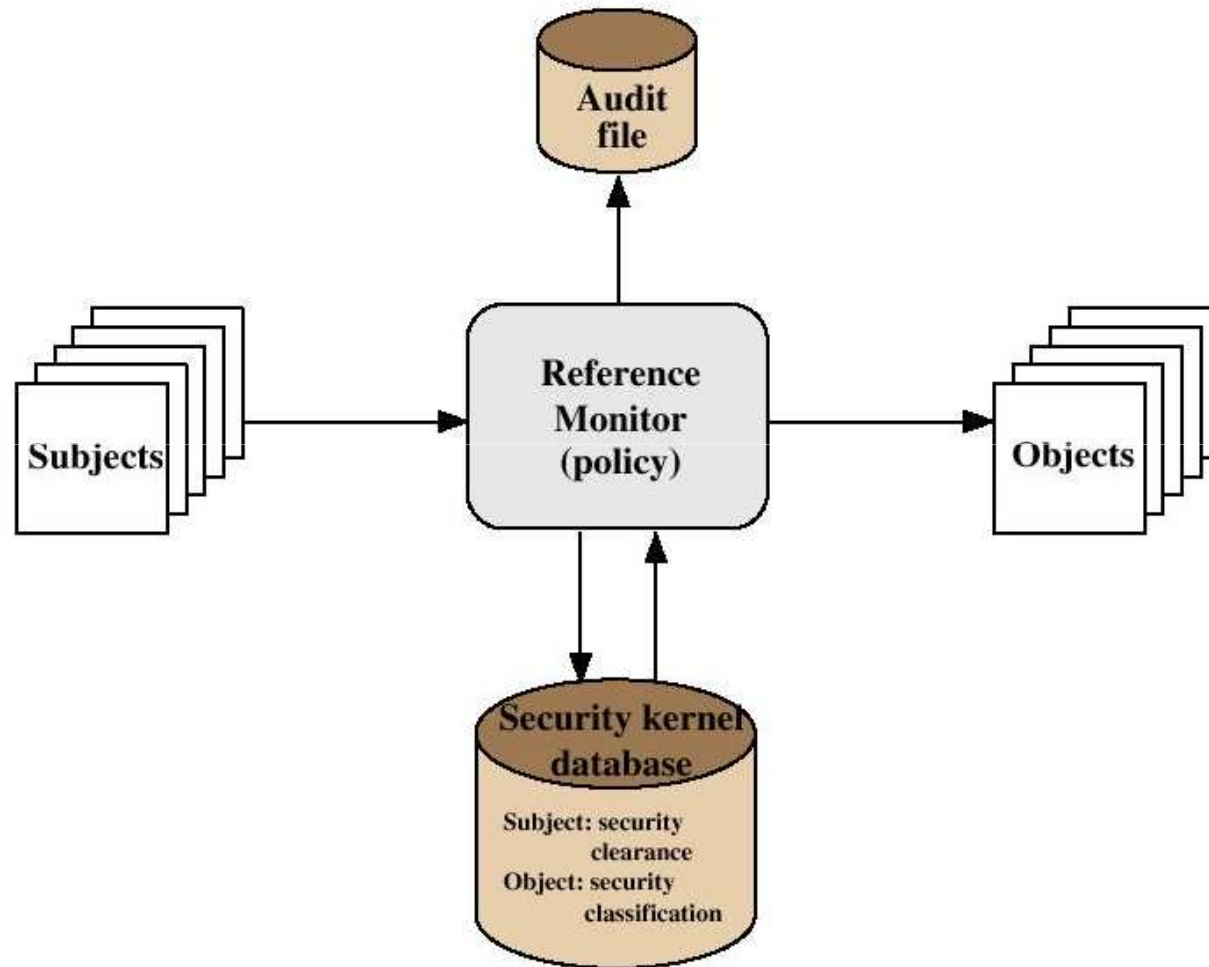 Audit
file
Reference
Monitor
(policy)
Subjects
Objects
Security kernel
database
Subject: security
clearance
Object: security
classification